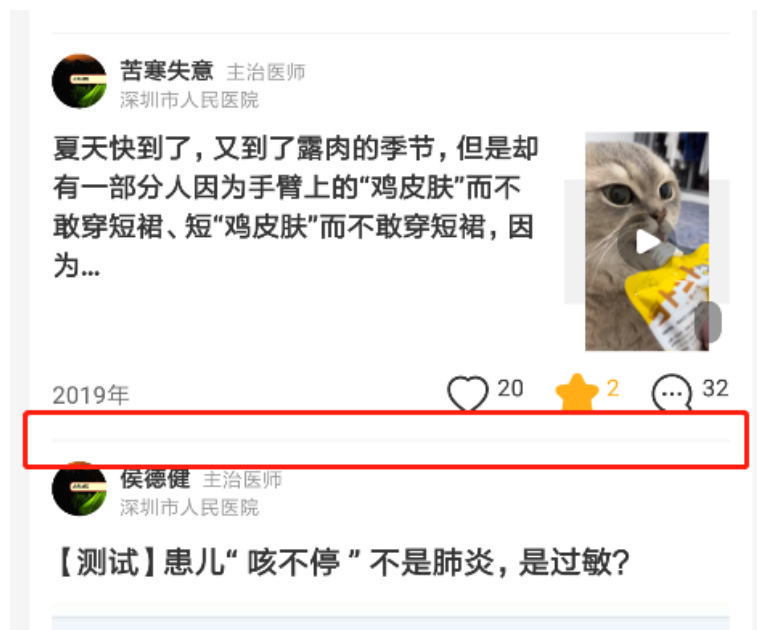 苦寒失意 主治医师
深圳市人民医院
夏天快到了，又到了露肉的季节，但是却
有一部分人因为手臂上的“鸡皮肤”而不
敢穿短裙、短“鸡皮肤”而不敢穿短裙，因
为...
2019年 20 2 32
侯德健 主治医师
深圳市人民医院
【测试】患儿“ 咳不停 ” 不是肺炎，是过敏？